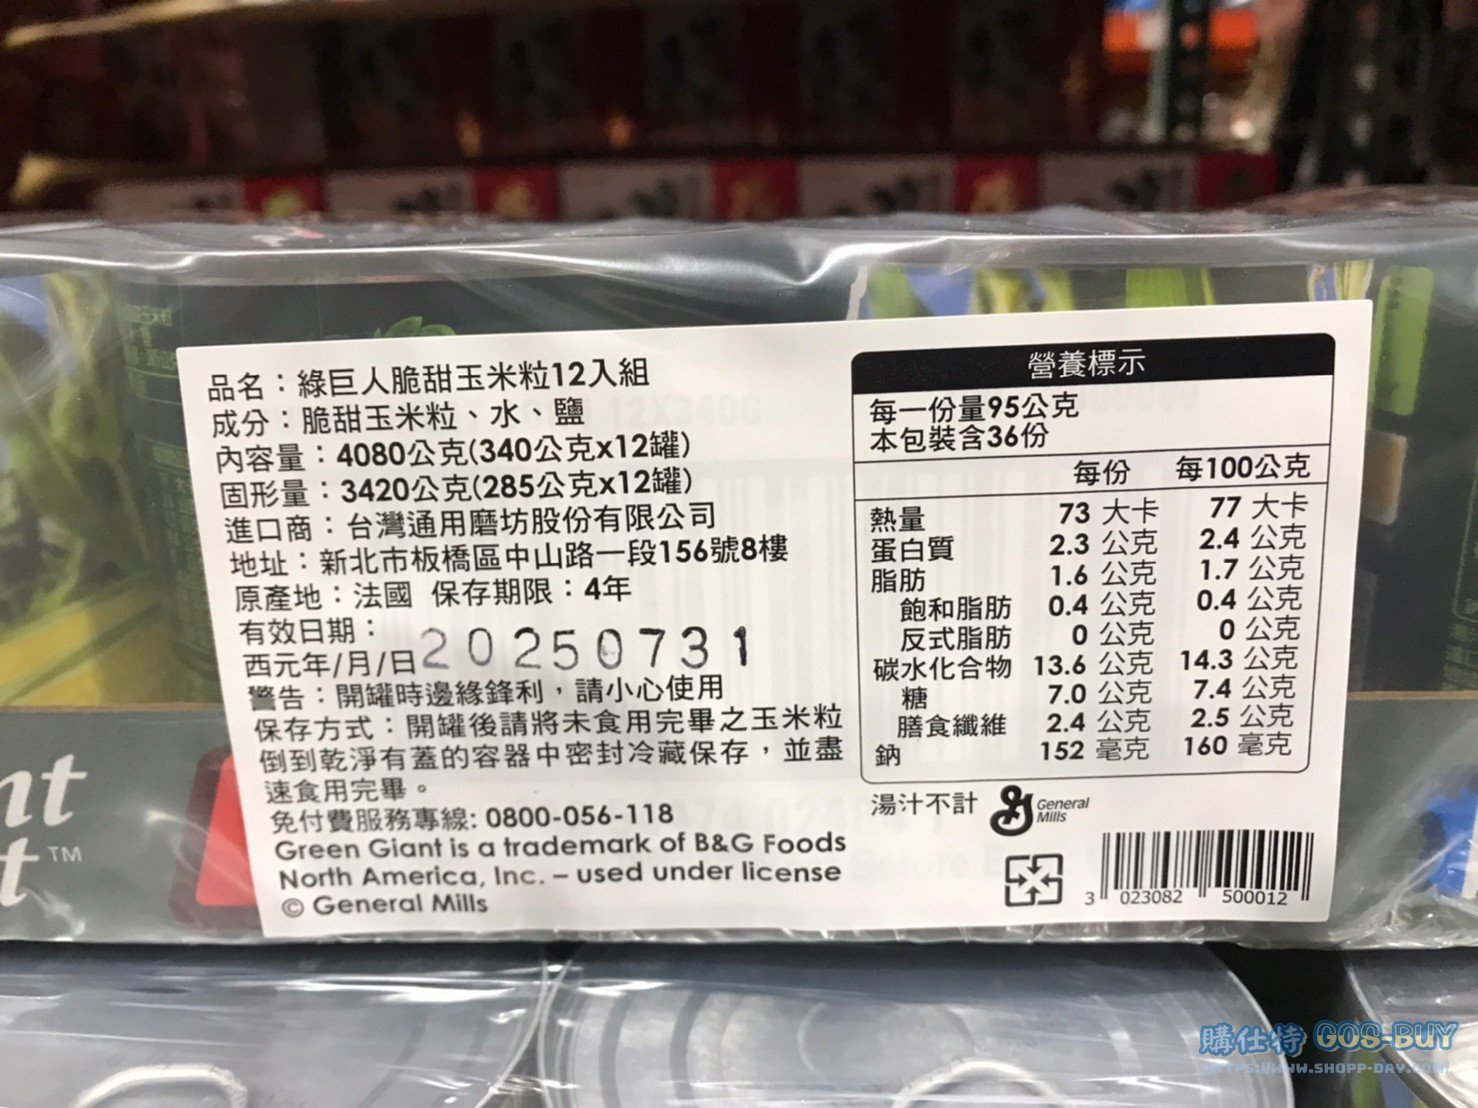 品名：綠巨人脆甜玉米粒12入組
成分：脆甜玉米粒、水、鹽
內容量：4080公克(340公克x12罐)
固形量：3420公克(285公克x12罐)
進口商：台灣通用磨坊股份有限公司
地址：新北市板橋區中山路一段156號8樓
原產地：法國 保存期限：4年
有效日期：
西元年/月/日20250731
警告：開罐時邊緣鋒利，請小心使用
保存方式：開罐後請將未食用完畢之玉米粒
倒到乾淨有蓋的容器中密封冷藏保存，並盡
速食用完畢。
免付費服務專線: 0800-056-118
Green Giant is a trademark of B&G Foods
North America, Inc. – used under license
© General Mills
營養標示
每一份量95公克
本包裝含36份
每份 每100公克
熱量 73 大卡 77 大卡
蛋白質 2.3 公克 2.4 公克
脂肪 1.6 公克 1.7 公克
飽和脂肪 0.4 公克 0.4 公克
反式脂肪 0 公克 0 公克
碳水化合物 13.6 公克 14.3 公克
糖 7.0 公克 7.4 公克
膳食纖維 2.4 公克 2.5 公克
鈉 152 毫克 160 毫克
湯汁不計
General
Mills
3 023082 500012
nt
t™
購仕特 GOS-BUY
HTTPS://WWW.SHOPP-DAY.COM/